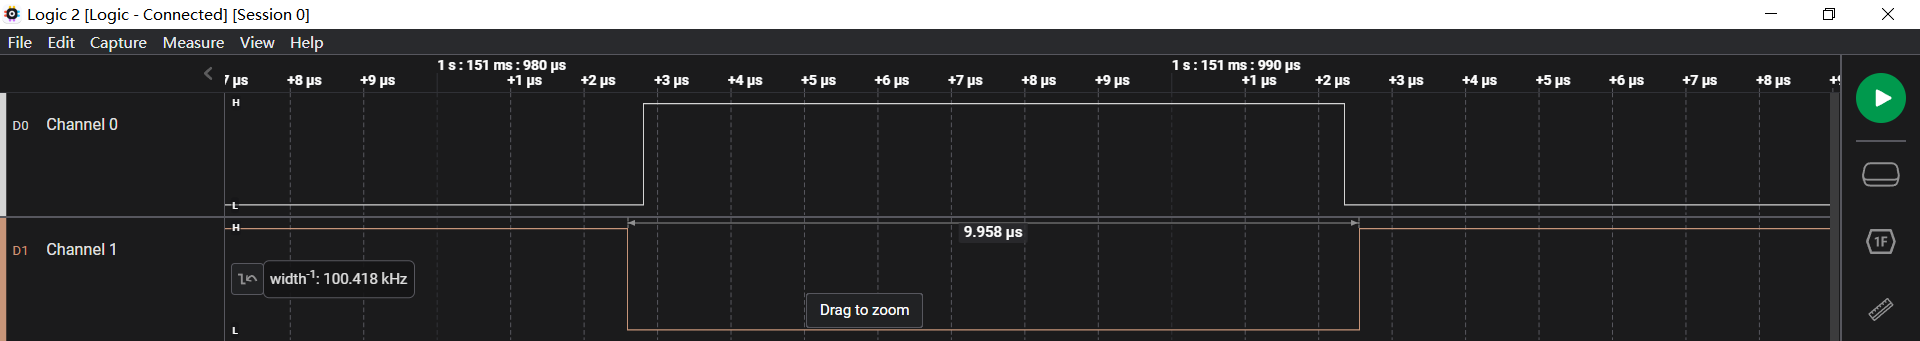 Logic 2 [Logic - Connected] [Session 0]
File Edit Capture Measure View Help
1 s : 151 ms : 980 µs 1 s : 151 ms : 990 µs
7 µs +8 µs +9 µs +1 µs +2 µs +3 µs +4 µs +5 µs +6 µs +7 µs +8 µs +9 µs +1 µs +2 µs +3 µs +4 µs +5 µs +6 µs +7 µs +8 µs
H
D0 Channel 0
L
H
9.958 µs
D1 Channel 1
1F
width-1: 100.418 kHz
Drag to zoom
L